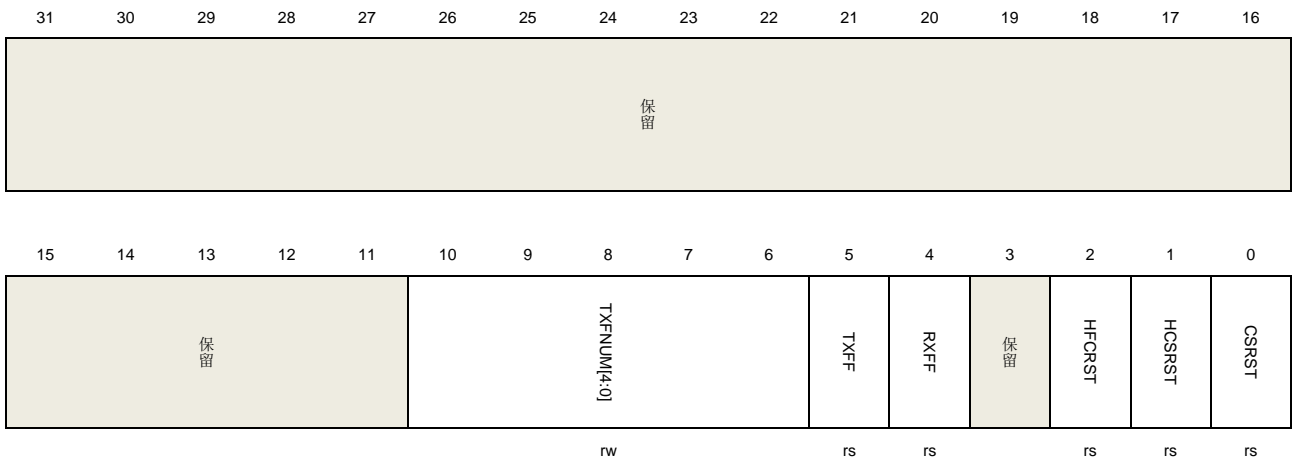 31 30 29 28 27 26 25 24 23 22 21 20 19 18 17 16
保留
15 14 13 12 11 10 9 8 7 6 5 4 3 2 1 0
保留 TXFNUM[4:0] TXFF RXFF 保留 HFCRST HCSRST CSRST
rw rs rs rs rs rs